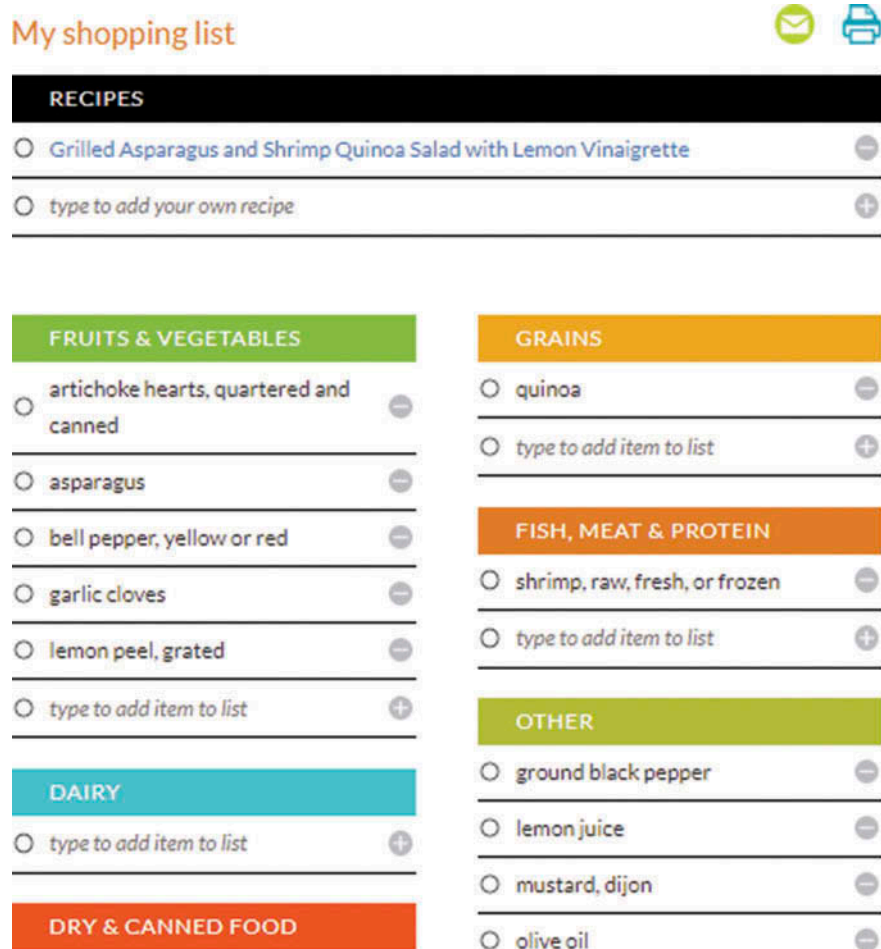 My shopping list
RECIPES
Grilled Asparagus and Shrimp Quinoa Salad with Lemon Vinaigrette
type to add your own recipe
FRUITS & VEGETABLES
artichoke hearts, quartered and
canned
asparagus
bell pepper, yellow or red
garlic cloves
lemon peel, grated
type to add item to list
DAIRY
type to add item to list
DRY & CANNED FOOD
GRAINS
quinoa
type to add item to list
FISH, MEAT & PROTEIN
shrimp, raw, fresh, or frozen
type to add item to list
OTHER
ground black pepper
lemon juice
mustard, dijon
olive oil